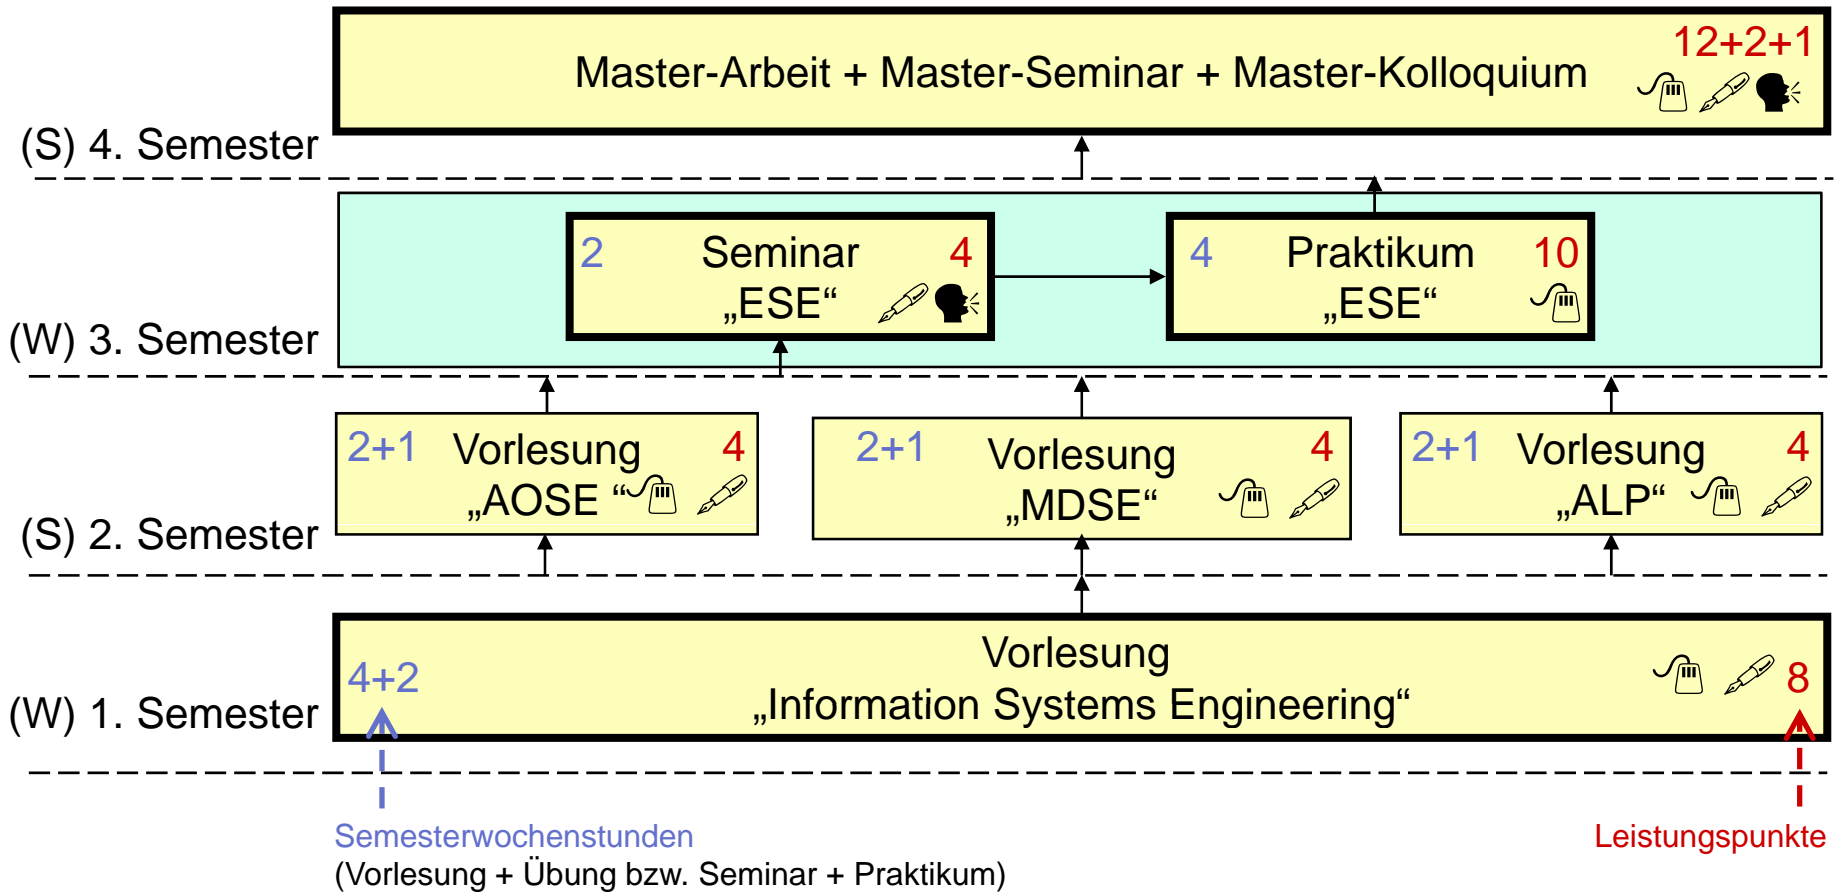 12+2+1
Master-Arbeit + Master-Seminar + Master-Kolloquium
(S) 4. Semester
2 Seminar 4
„ESE“
4 Praktikum 10
„ESE“
(W) 3. Semester
2+1 Vorlesung 4
„AOSE “
2+1 Vorlesung 4
„MDSE“
2+1 Vorlesung 4
„ALP“
(S) 2. Semester
4+2 Vorlesung 8
„Information Systems Engineering“
(W) 1. Semester
Semesterwochenstunden
(Vorlesung + Übung bzw. Seminar + Praktikum)
Leistungspunkte